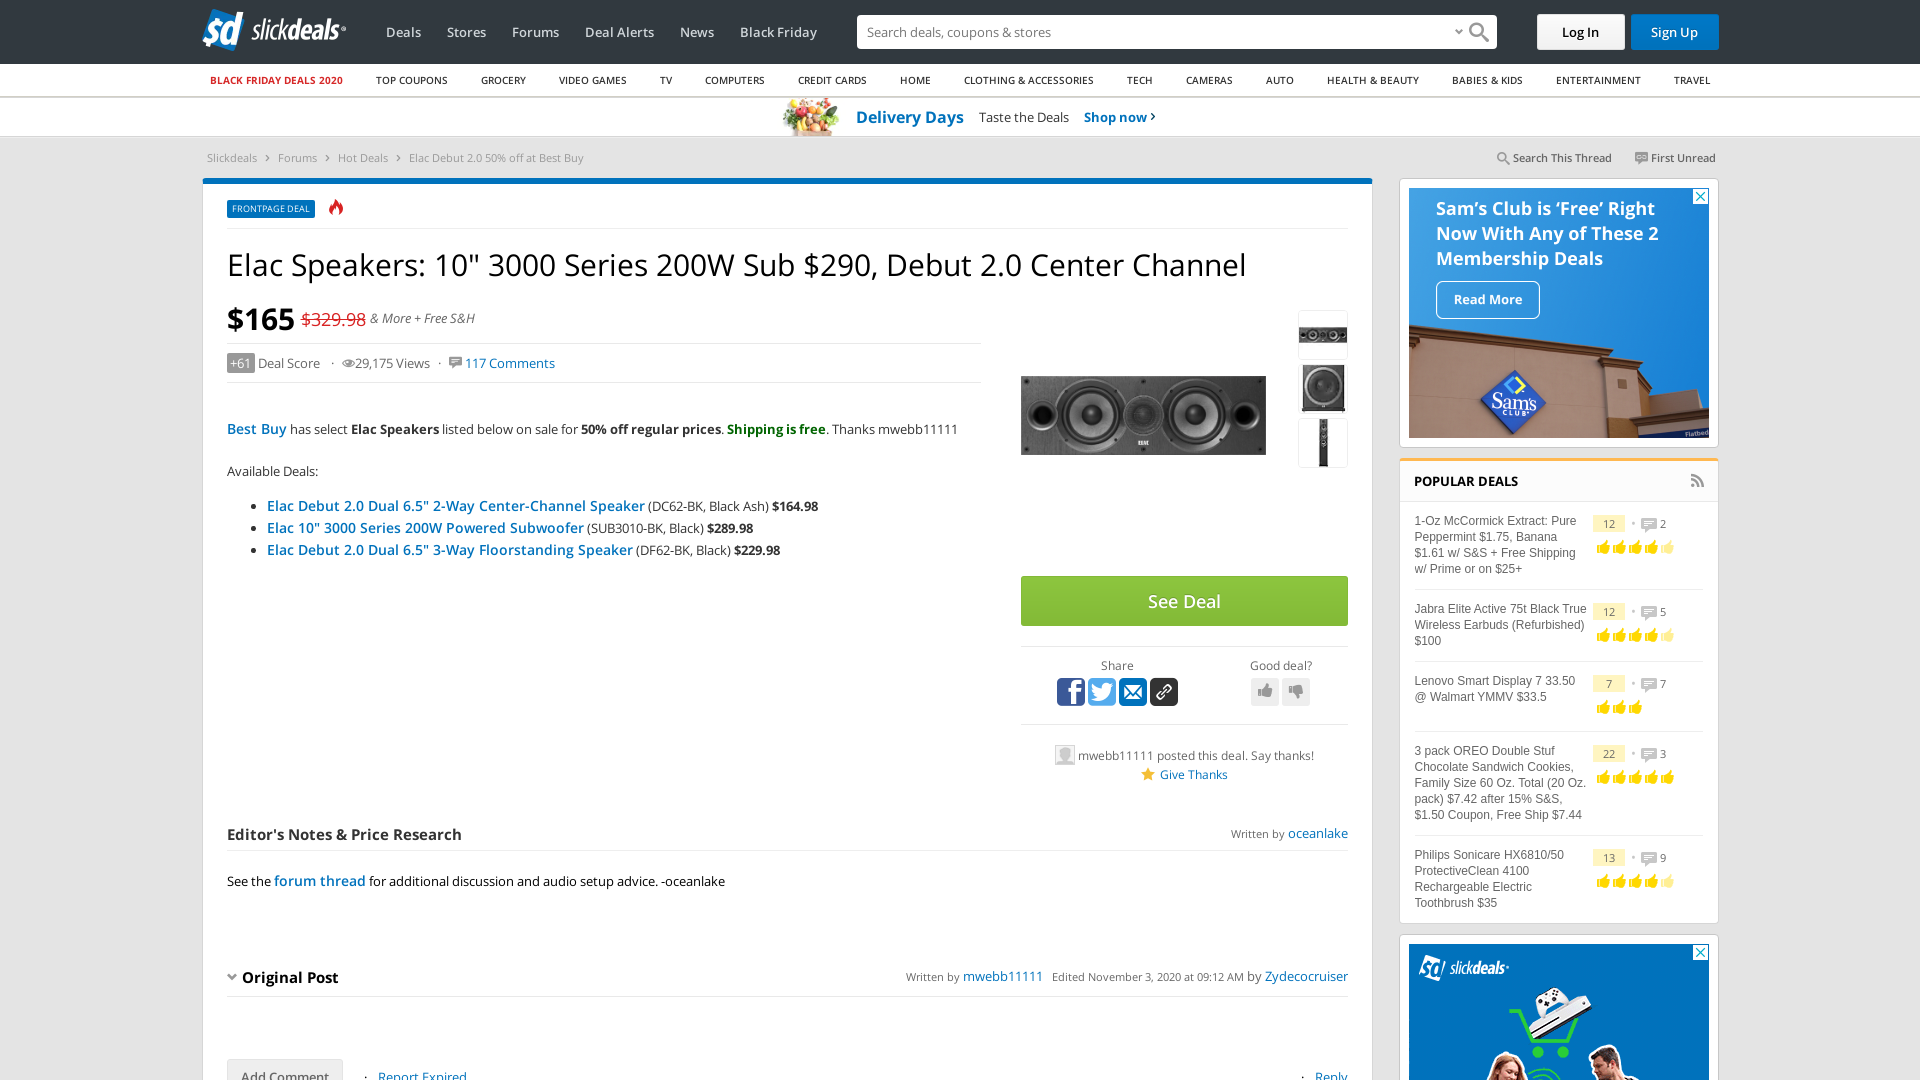 slickdeals
Deals Stores Forums Deal Alerts News Black Friday
Search deals, coupons & shopping
Log In Sign Up
BLACK FRIDAY DEALS 2020 TOP COUPONS GROCERY VIDEO GAMES TV COMPUTERS CREDIT CARDS HOME CLOTHING & ACCESSORIES TECH CAMERAS AUTO HEALTH & BEAUTY BABIES & KIDS ENTERTAINMENT TRAVEL
Delivery Days Taste the Deals Shop now ›
Slickdeals › Forums › Hot Deals › Elac Debut 2.0 50% off at Best Buy
Search This Thread First Unread
FRONTPAGE DEAL
Elac Speakers: 10" 3000 Series 200W Sub $290, Debut 2.0 Center Channel
$165 $329.98 & More + Free S&H
+61 Deal Score · 29,175 Views · 117 Comments
Best Buy has select Elac Speakers listed below on sale for 50% off regular prices. Shipping is free. Thanks mwebb11111
Available Deals:
• Elac Debut 2.0 Dual 6.5" 2-Way Center-Channel Speaker (DC62-BK, Black Ash) $164.98
• Elac 10" 3000 Series 200W Powered Subwoofer (SUB3010-BK, Black) $289.98
• Elac Debut 2.0 Dual 6.5" 3-Way Floorstanding Speaker (DF62-BK, Black) $229.98
See Deal
Share Good deal?
mwebb11111 posted this deal. Say thanks!
Give Thanks
Editor's Notes & Price Research
Written by oceanlake
See the forum thread for additional discussion and audio setup advice. -oceanlake
Original Post
Written by mwebb11111 Edited November 3, 2020 at 09:12 AM by Zydecocruiser
Add Comment · Report Expired · Reply
Sam's Club is 'Free' Right
Now With Any of These 2
Membership Deals
Read More
Sam's
CLUB
POPULAR DEALS
1-Oz McCormick Extract: Pure
Peppermint $1.75, Banana
$1.61 w/ S&S + Free Shipping
w/ Prime or on $25+
12 • 2
Jabra Elite Active 75t Black True
Wireless Earbuds (Refurbished)
$100
12 • 5
Lenovo Smart Display 7 33.50
@ Walmart YMMV $33.5
7 • 7
3 pack OREO Double Stuf
Chocolate Sandwich Cookies,
Family Size 60 Oz. Total (20 Oz.
pack) $7.42 after 15% S&S,
$1.50 Coupon, Free Ship $7.44
22 • 3
Philips Sonicare HX6810/50
ProtectiveClean 4100
Rechargeable Electric
Toothbrush $35
13 • 9
slickdeals